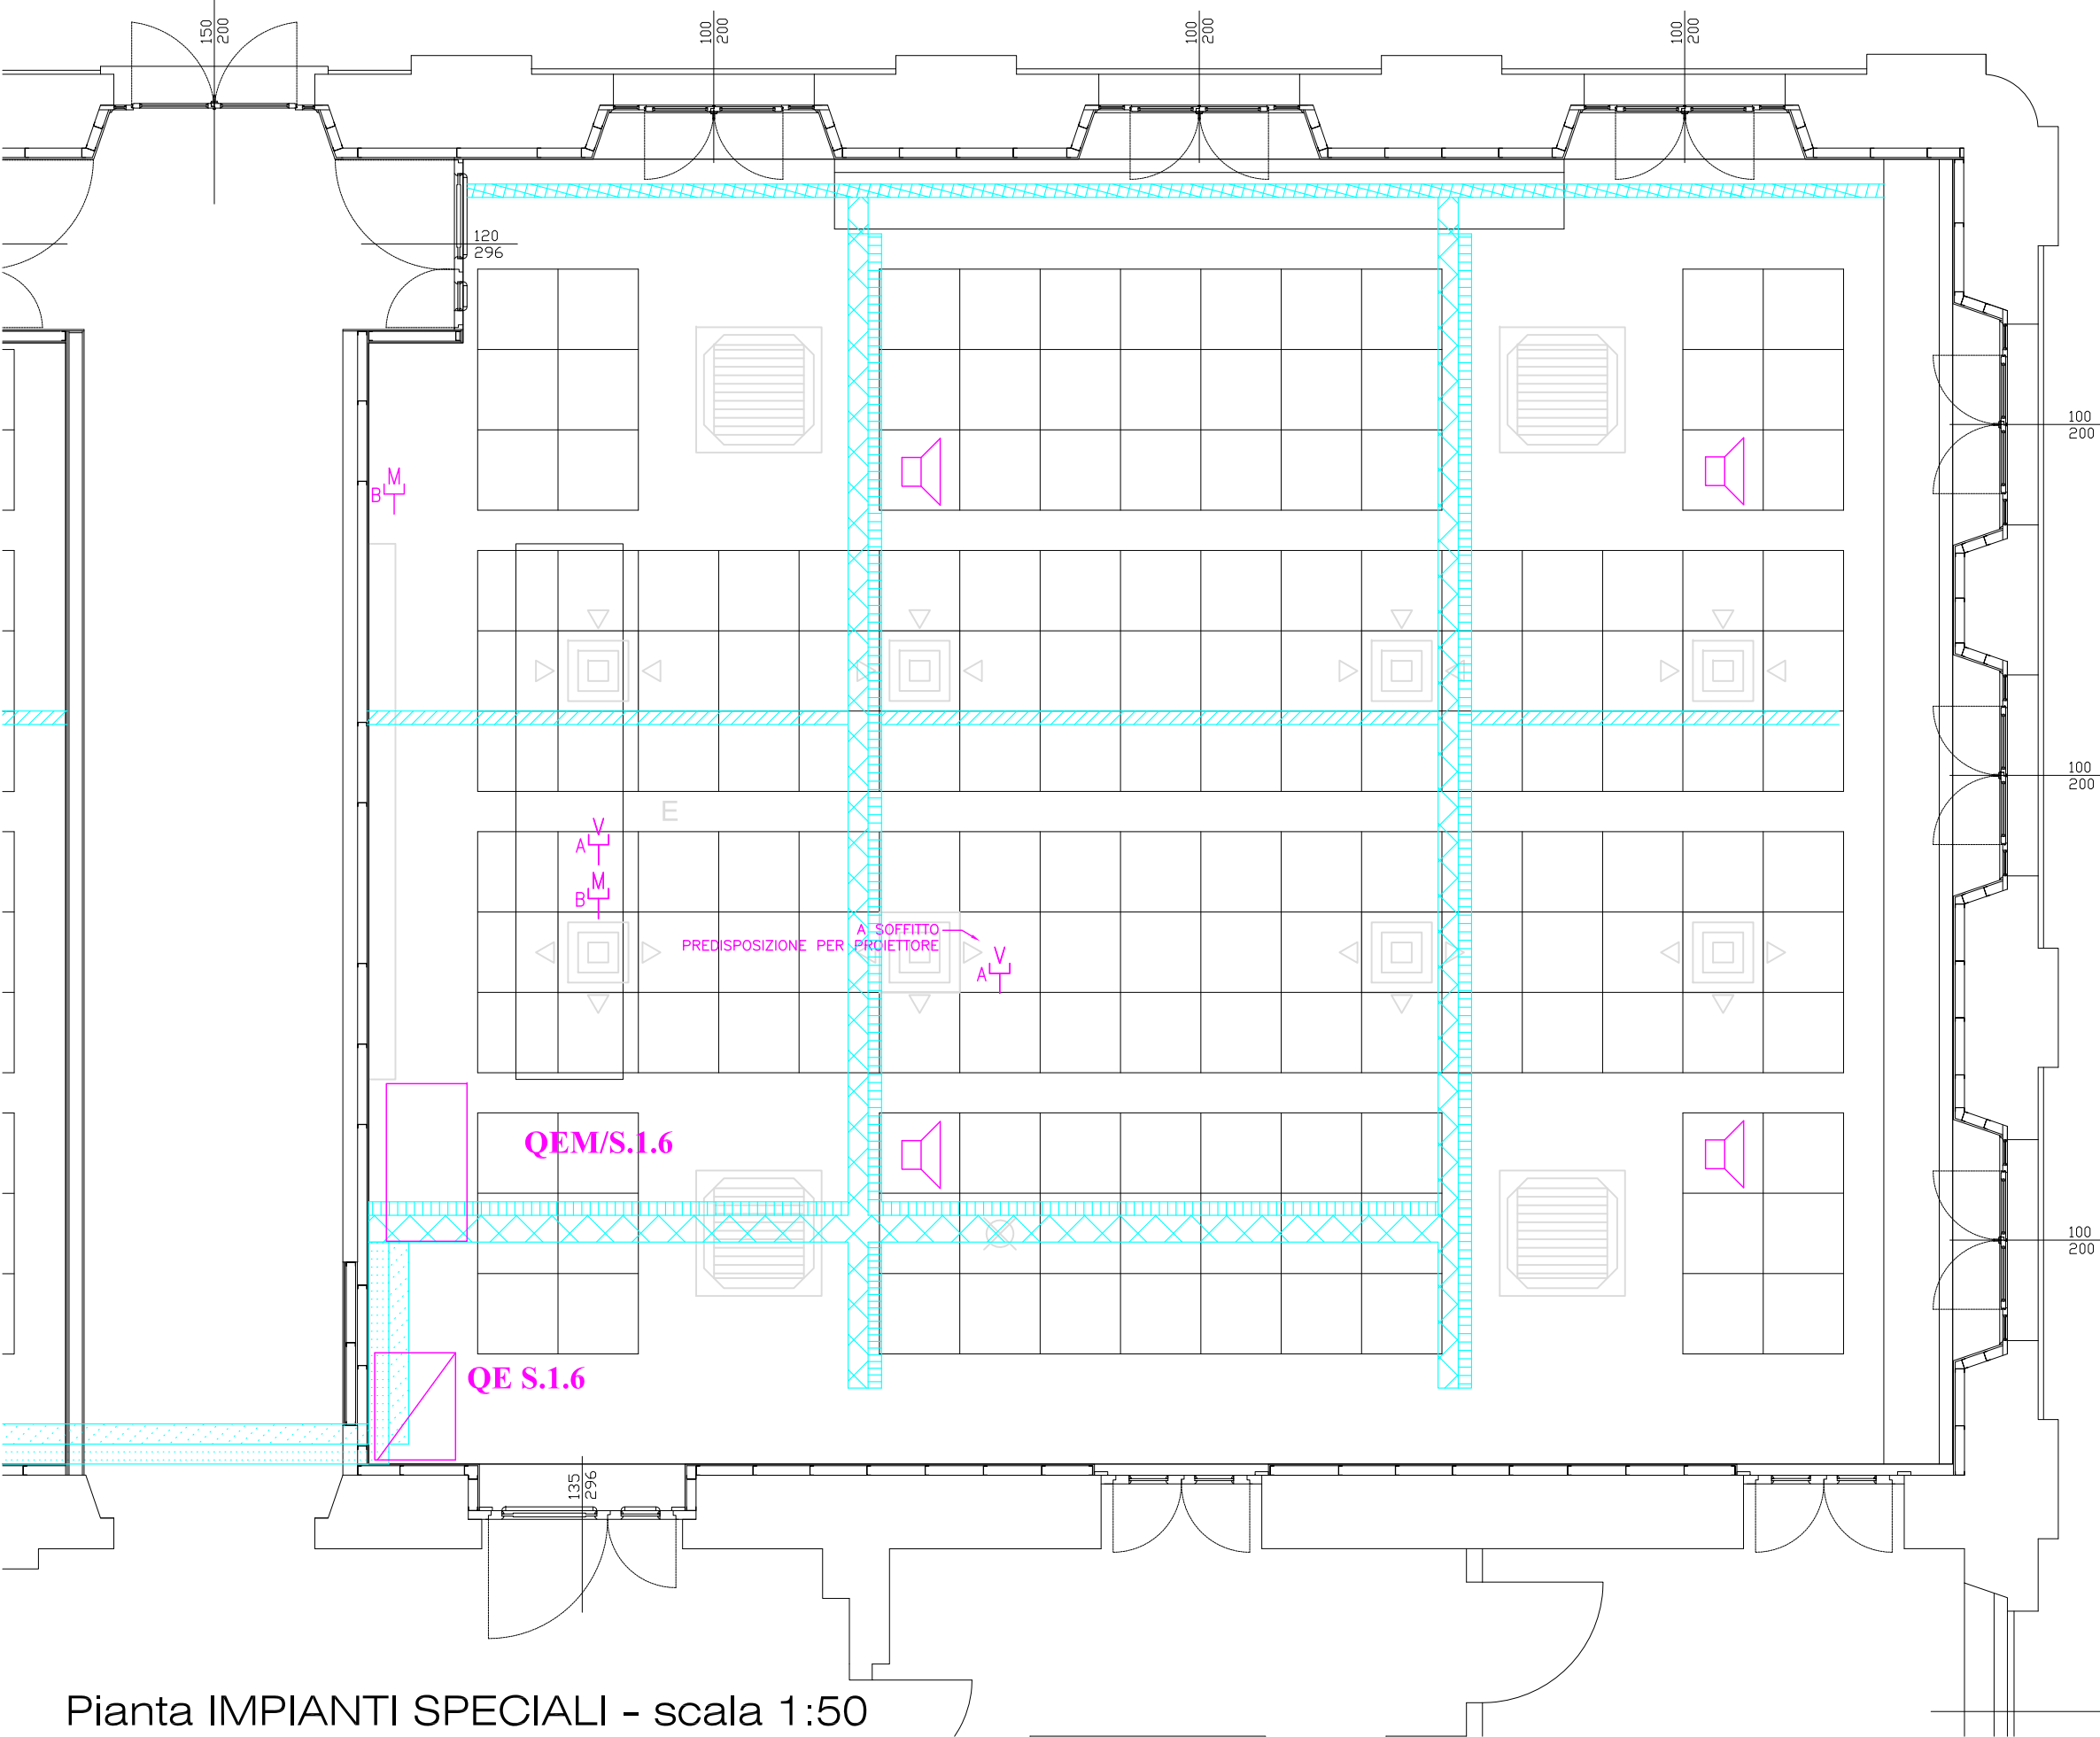 150
200
100
200
100
200
100
200
120
296
100
200
M
B
100
200
E
V
A
M
B
A SOFFITTO
PREDISPOSIZIONE PER PROIETTORE
V
A
QEM/S.1.6
100
200
QE S.1.6
135
296
Pianta IMPIANTI SPECIALI - scala 1:50